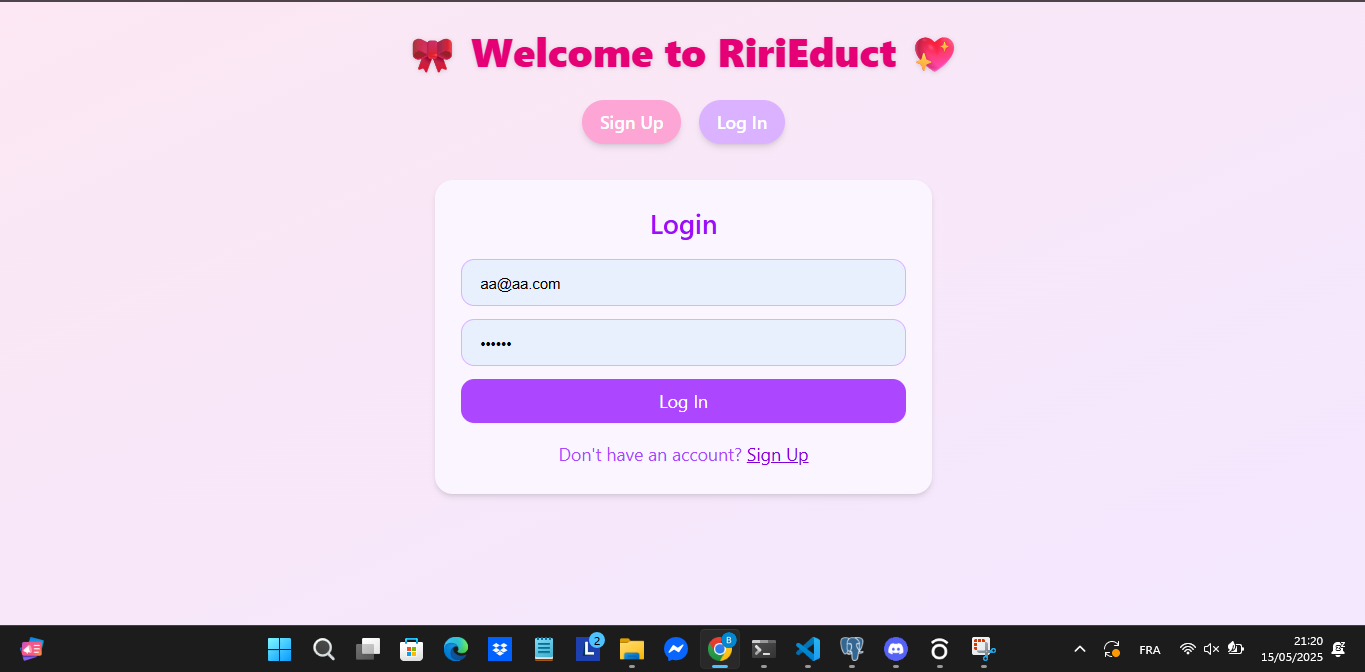 Welcome to RiriEduct
Sign Up
Log In
Login
aa@aa.com
••••••
Log In
Don't have an account? Sign Up
L
2
B
FRA
21:20
15/05/2025